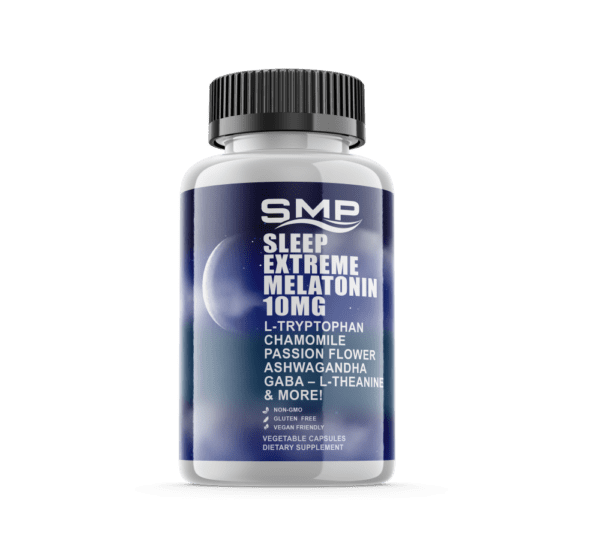 SMP
SLEEP
EXTREME
MELATONIN
10MG
L-TRYPTOPHAN
CHAMOMILE
PASSION FLOWER
ASHWAGANDHA
GABA – L-THEANINE
& MORE!
NON-GMO
GLUTEN FREE
VEGAN FRIENDLY
VEGETABLE CAPSULES
DIETARY SUPPLEMENT